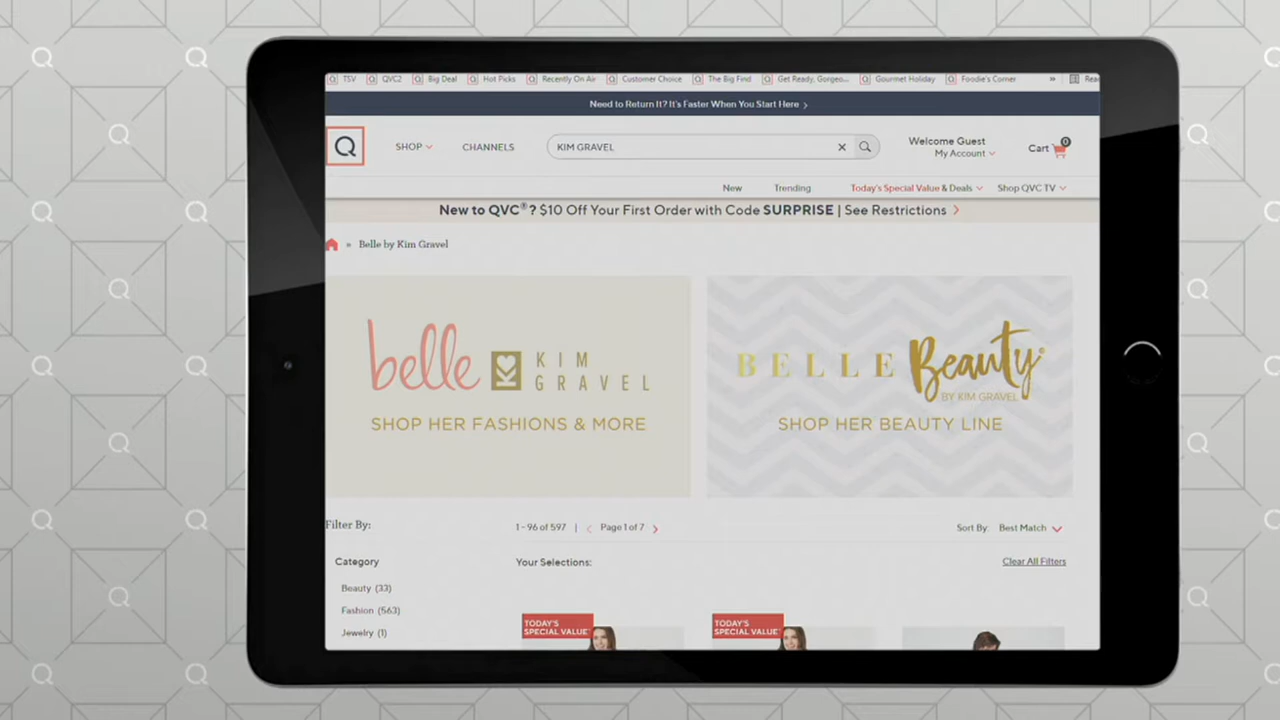 TSV QVC2 Big Deal Hot Picks Recently On Air Customer Choice The Big Find Get Ready, Gorgeo... Gourmet Holiday Foodie's Corner »
Need to Return It? It's Faster When You Start Here >
Q SHOP CHANNELS KIM GRAVEL X Welcome Guest
My Account Cart 0
New Trending Today's Special Value & Deals Shop QVC TV
New to QVC®? $10 Off Your First Order with Code SURPRISE | See Restrictions >
» Belle by Kim Gravel
belle KIM
GRAVEL
SHOP HER FASHIONS & MORE
BELLE Beauty®
BY KIM GRAVEL
SHOP HER BEAUTY LINE
Filter By: 1 - 96 of 597 | < Page 1 of 7 > Sort By: Best Match
Category Your Selections: Clear All Filters
Beauty (33)
Fashion (563)
Jewelry (1)
TODAY'S
SPECIAL VALUE
TODAY'S
SPECIAL VALUE